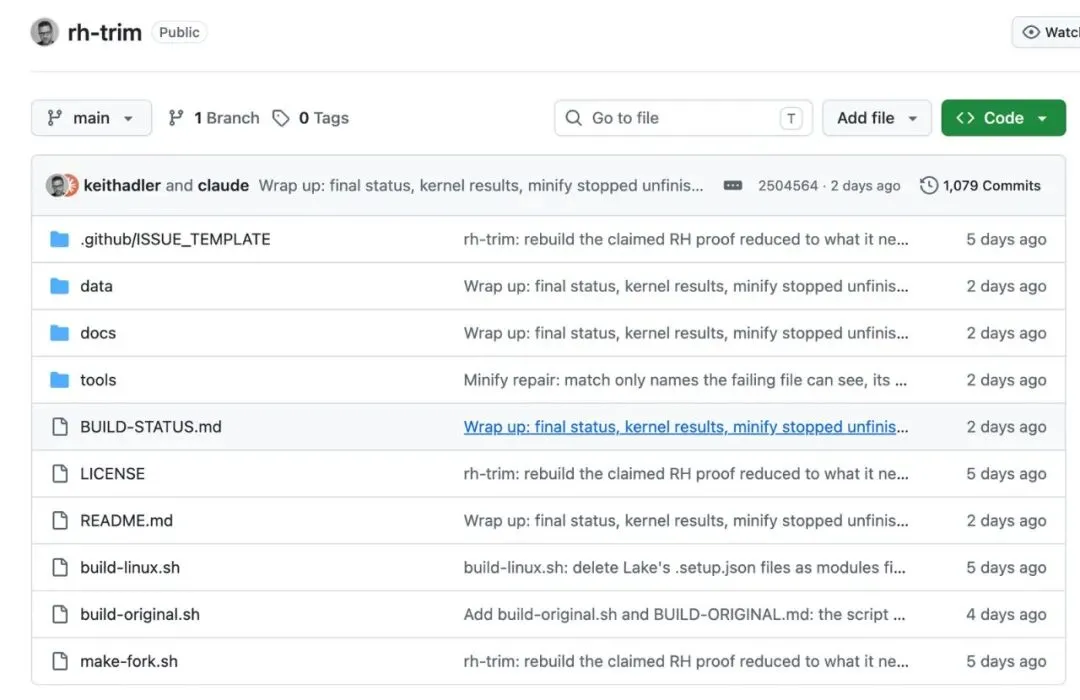 rh-trim Public Watch
main 1 Branch 0 Tags Go to file T Add file Code
keithadler and claude Wrap up: final status, kernel results, minify stopped unfinis... 2504564 · 2 days ago 1,079 Commits
.github/ISSUE_TEMPLATE rh-trim: rebuild the claimed RH proof reduced to what it ne... 5 days ago
data Wrap up: final status, kernel results, minify stopped unfinis... 2 days ago
docs Wrap up: final status, kernel results, minify stopped unfinis... 2 days ago
tools Minify repair: match only names the failing file can see, its ... 2 days ago
BUILD-STATUS.md Wrap up: final status, kernel results, minify stopped unfinis... 2 days ago
LICENSE rh-trim: rebuild the claimed RH proof reduced to what it ne... 5 days ago
README.md Wrap up: final status, kernel results, minify stopped unfinis... 2 days ago
build-linux.sh build-linux.sh: delete Lake's .setup.json files as modules fi... 5 days ago
build-original.sh Add build-original.sh and BUILD-ORIGINAL.md: the script ... 4 days ago
make-fork.sh rh-trim: rebuild the claimed RH proof reduced to what it ne... 5 days ago